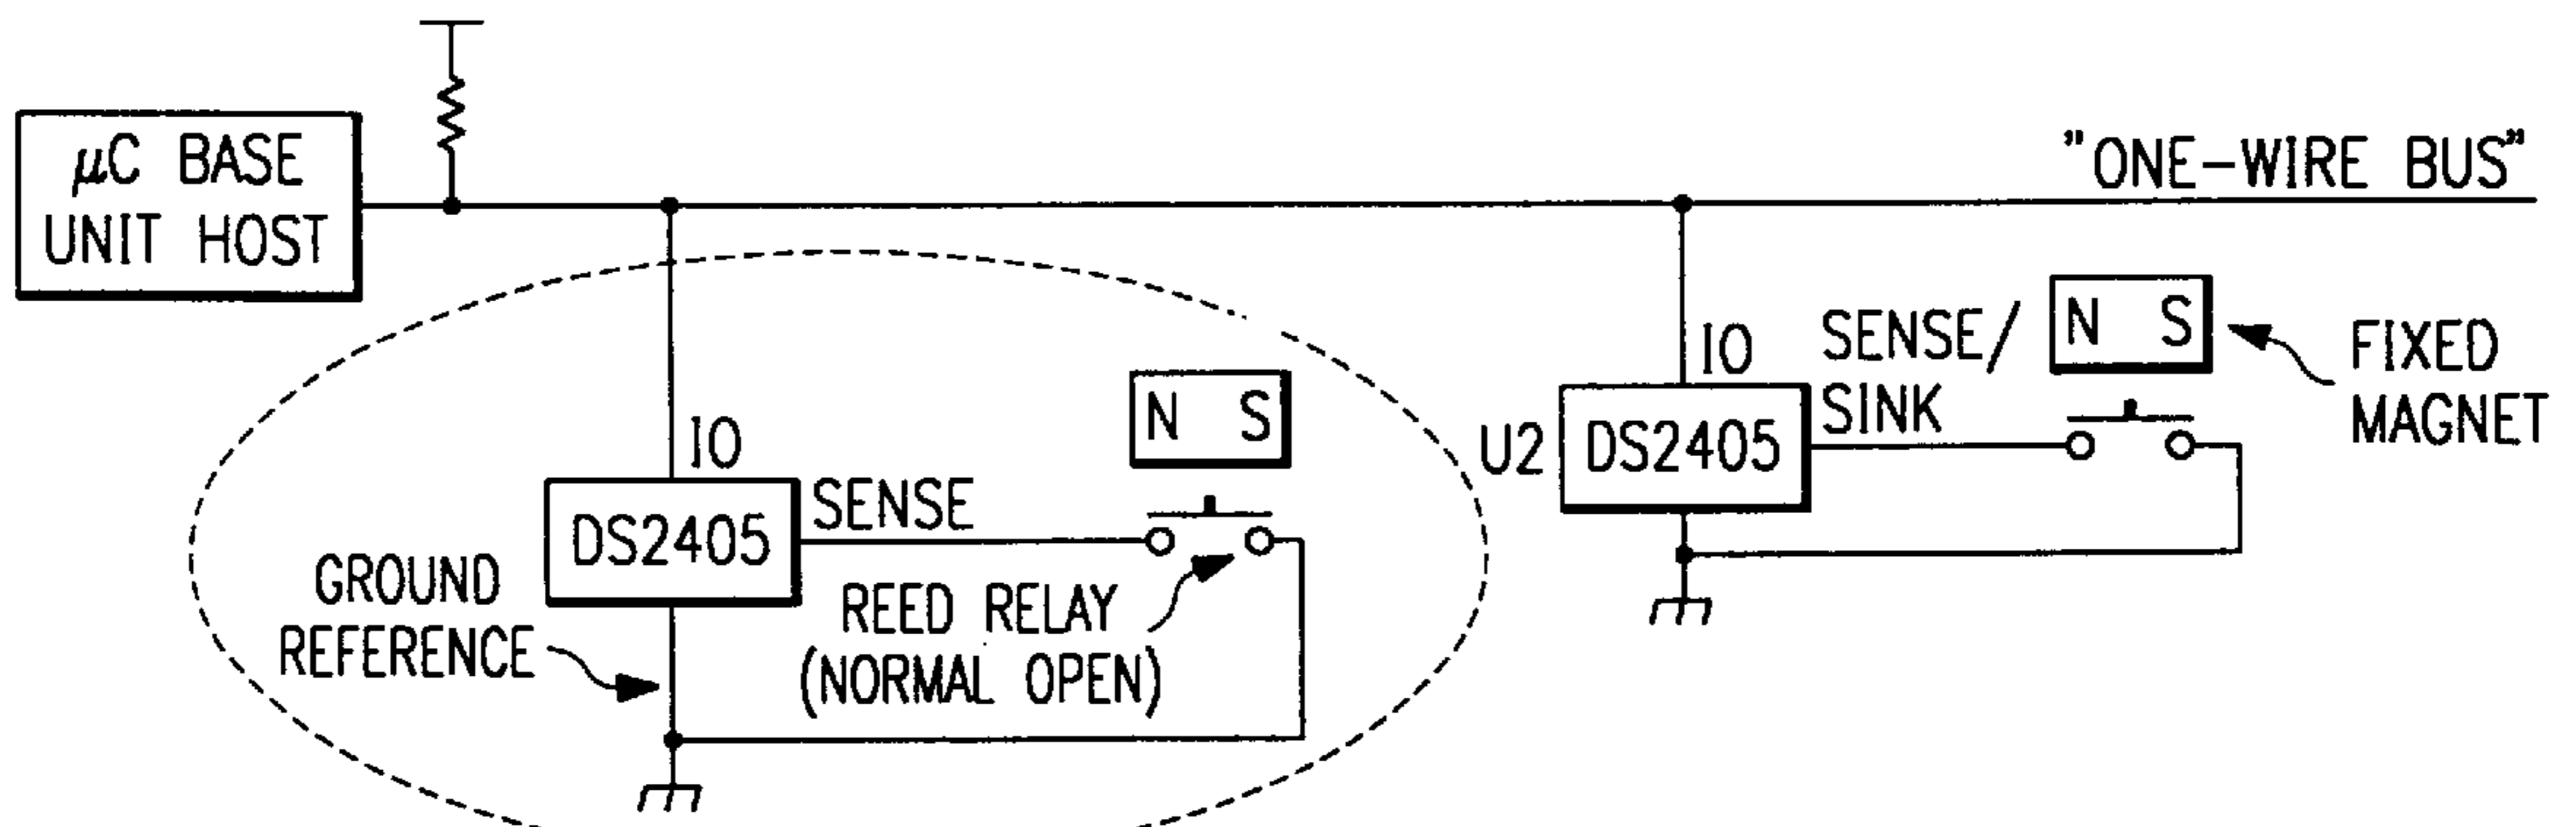 µC BASE
UNIT HOST
"ONE-WIRE BUS"
IO
DS2405
SENSE
N S
GROUND
REFERENCE
REED RELAY
(NORMAL OPEN)
IO
U2
DS2405
SENSE/
SINK
N S
FIXED
MAGNET